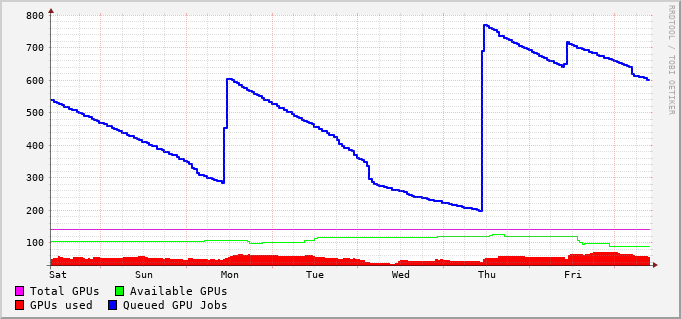 800
700
600
500
400
300
200
100
Sat Sun Mon Tue Wed Thu Fri
Total GPUs Available GPUs
GPUs used Queued GPU Jobs
RRDTOOL / TOBI OETIKER